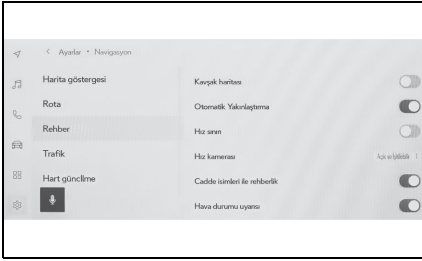 Ayarlar • Navigasyon
Harita göstergesi
Rota
Rehber
Trafik
Hart günclime
Kavşak haritası
Otomatik Yakınlaştırma
Hız sınırı
Hız kamerası
Cadde isimleri ile rehberlik
Hava durumu uyarısı